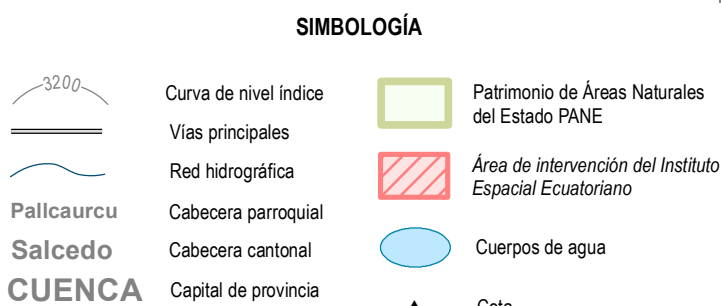 SIMBOLOGÍA
3200
Curva de nivel índice
Vías principales
Red hidrográfica
Pallcaurcu
Cabecera parroquial
Salcedo
Cabecera cantonal
CUENCA
Capital de provincia
Patrimonio de Áreas Naturales
del Estado PANE
Área de intervención del Instituto
Espacial Ecuatoriano
Cuerpos de agua